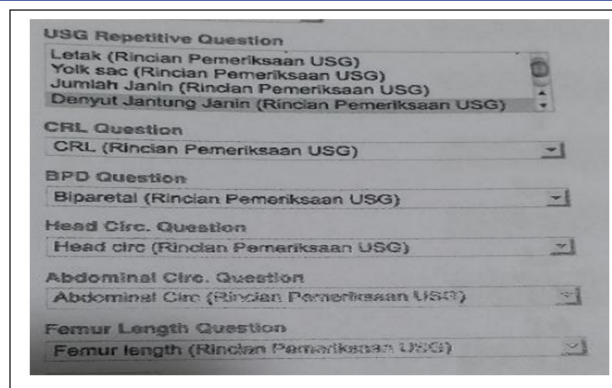 USG Repetitive Question
Letak (Rincian Pemeriksaan USG)
Yolk sac (Rincian Pemeriksaan USG)
Jumlah Janin (Rincian Pemeriksaan USG)
Denyut Jantung Janin (Rincian Pemeriksaan USG)
CRL Question
CRL (Rincian Pemeriksaan USG)
BPD Question
Biparetal (Rincian Pemeriksaan USG)
Head Circ. Question
Head circ (Rincian Pemeriksaan USG)
Abdominal Circ. Question
Abdominal Circ (Rincian Pemeriksaan USG)
Femur Length Question
Femur length (Rincian Pemeriksaan USG)